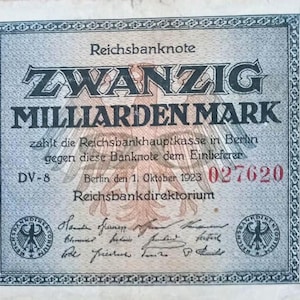 Reichsbanknote
ZWANZIG
MILLIARDEN MARK
zahlt die Reichsbankhauptkasse in Berlin
gegen diese Banknote dem Einlieferer
DV-8 Berlin, den 1. Oktober 1923 027620
Reichsbankdirektorium